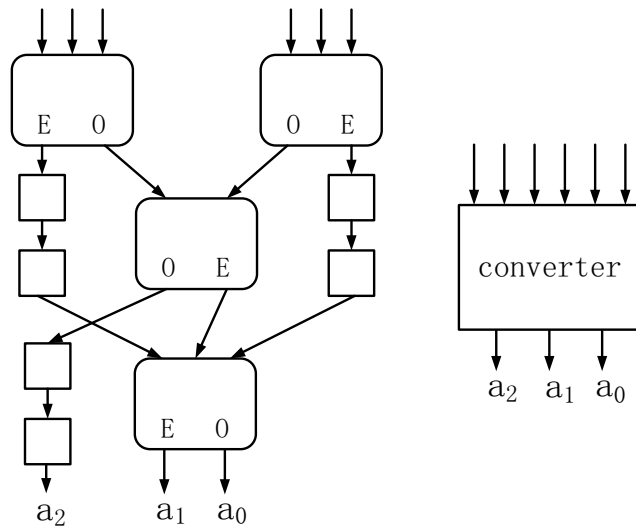 E O
O E
O E
converter
E O
a₂ a₁ a₀
a₂ a₁ a₀